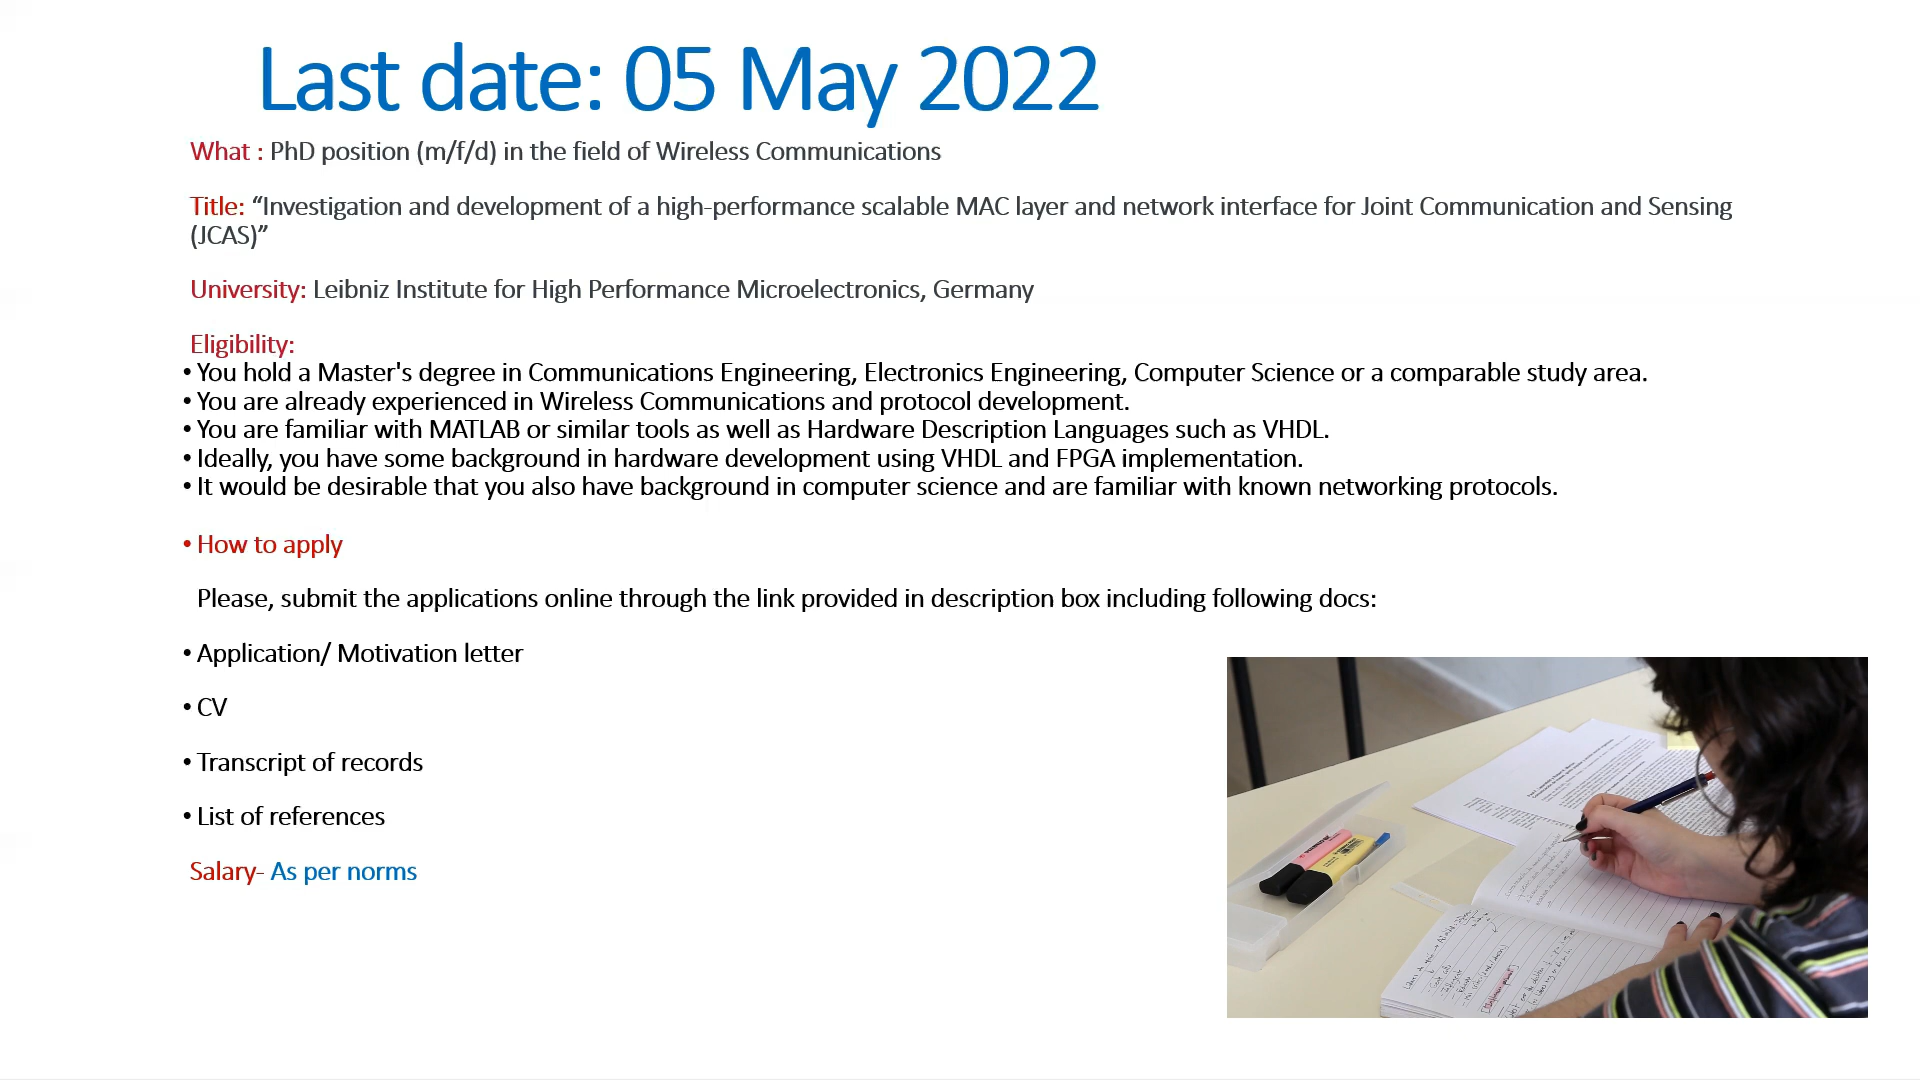 Last date: 05 May 2022
What : PhD position (m/f/d) in the field of Wireless Communications
Title: “Investigation and development of a high-performance scalable MAC layer and network interface for Joint Communication and Sensing
(JCAS)”
University: Leibniz Institute for High Performance Microelectronics, Germany
Eligibility:
• You hold a Master's degree in Communications Engineering, Electronics Engineering, Computer Science or a comparable study area.
• You are already experienced in Wireless Communications and protocol development.
• You are familiar with MATLAB or similar tools as well as Hardware Description Languages such as VHDL.
• Ideally, you have some background in hardware development using VHDL and FPGA implementation.
• It would be desirable that you also have background in computer science and are familiar with known networking protocols.
• How to apply
Please, submit the applications online through the link provided in description box including following docs:
• Application/ Motivation letter
• CV
• Transcript of records
• List of references
Salary- As per norms